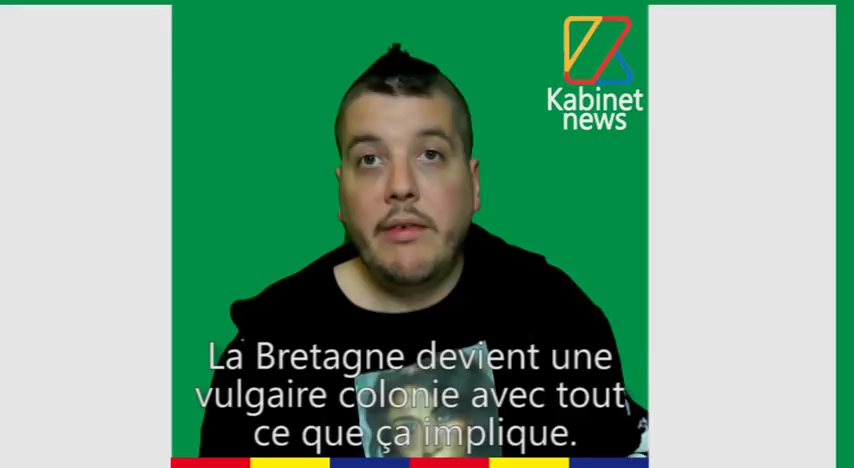 Kabinet
news
La Bretagne devient une
vulgaire colonie avec tout
ce que ça implique.